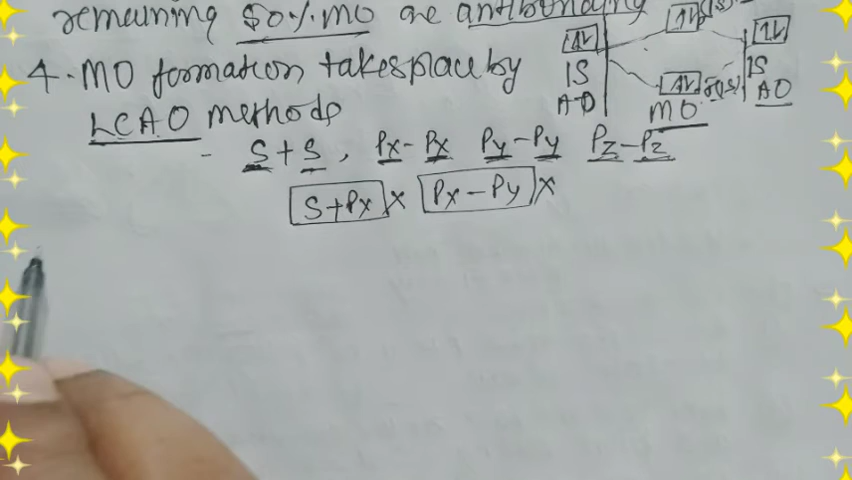 remaining 50%.MO are antibonding
4. MO formation takes place by
LCAO methods
- S+S, Px-Px Py-Py Pz-Pz
S+Px x Px-Py x
1S 1S
AO MO AO